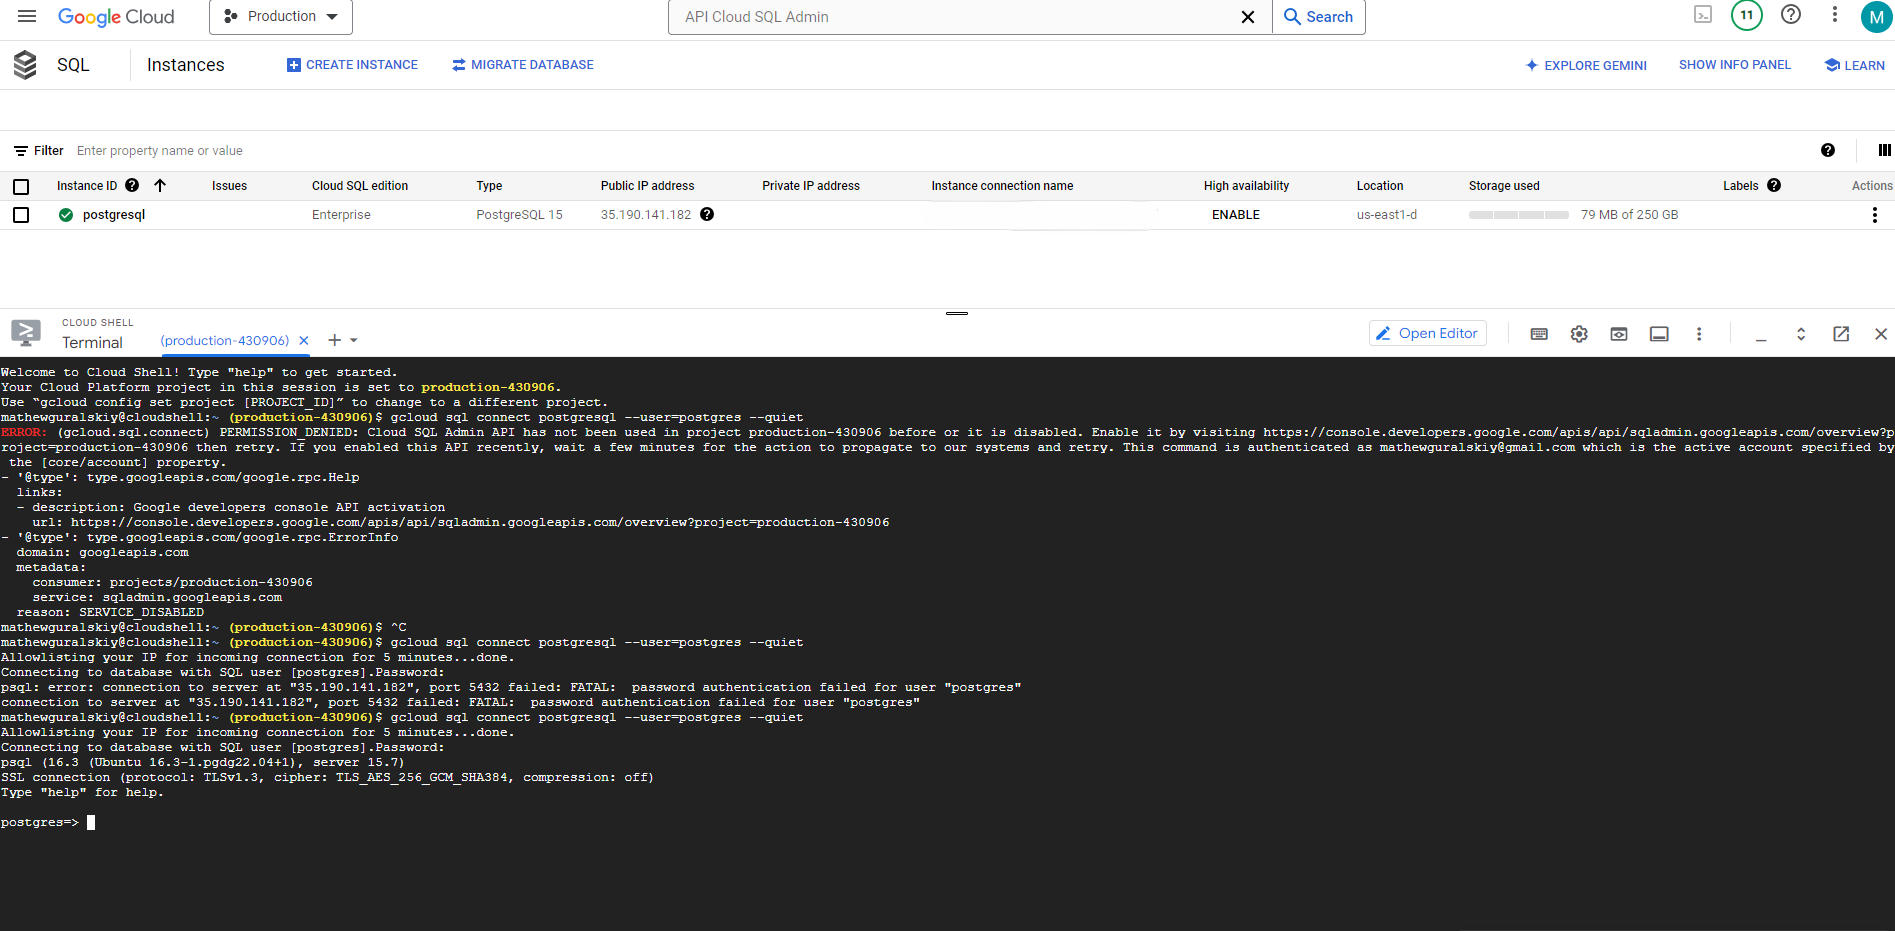 Google Cloud
Production
API Cloud SQL Admin
Search
11
M
SQL
Instances
CREATE INSTANCE
MIGRATE DATABASE
EXPLORE GEMINI
SHOW INFO PANEL
LEARN
Filter Enter property name or value
Instance ID Issues Cloud SQL edition Type Public IP address Private IP address Instance connection name High availability Location Storage used Labels Actions
postgresql Enterprise PostgreSQL 15 35.190.141.182 ENABLE us-east1-d 79 MB of 250 GB
CLOUD SHELL
Terminal
(production-430906)
Open Editor
Welcome to Cloud Shell! Type "help" to get started.
Your Cloud Platform project in this session is set to production-430906.
Use “gcloud config set project [PROJECT_ID]” to change to a different project.
mathewguralskiy@cloudshell:~ (production-430906)$ gcloud sql connect postgresql --user=postgres --quiet
ERROR: (gcloud.sql.connect) PERMISSION_DENIED: Cloud SQL Admin API has not been used in project production-430906 before or it is disabled. Enable it by visiting https://console.developers.google.com/apis/api/sqladmin.googleapis.com/overview?p
roject=production-430906 then retry. If you enabled this API recently, wait a few minutes for the action to propagate to our systems and retry. This command is authenticated as mathewguralskiy@gmail.com which is the active account specified by
the [core/account] property.
- '@type': type.googleapis.com/google.rpc.Help
links:
- description: Google developers console API activation
url: https://console.developers.google.com/apis/api/sqladmin.googleapis.com/overview?project=production-430906
- '@type': type.googleapis.com/google.rpc.ErrorInfo
domain: googleapis.com
metadata:
consumer: projects/production-430906
service: sqladmin.googleapis.com
reason: SERVICE_DISABLED
mathewguralskiy@cloudshell:~ (production-430906)$ ^C
mathewguralskiy@cloudshell:~ (production-430906)$ gcloud sql connect postgresql --user=postgres --quiet
Allowlisting your IP for incoming connection for 5 minutes...done.
Connecting to database with SQL user [postgres].Password:
psql: error: connection to server at "35.190.141.182", port 5432 failed: FATAL:  password authentication failed for user "postgres"
connection to server at "35.190.141.182", port 5432 failed: FATAL:  password authentication failed for user "postgres"
mathewguralskiy@cloudshell:~ (production-430906)$ gcloud sql connect postgresql --user=postgres --quiet
Allowlisting your IP for incoming connection for 5 minutes...done.
Connecting to database with SQL user [postgres].Password:
psql (16.3 (Ubuntu 16.3-1.pgdg22.04+1), server 15.7)
SSL connection (protocol: TLSv1.3, cipher: TLS_AES_256_GCM_SHA384, compression: off)
Type "help" for help.
postgres=>